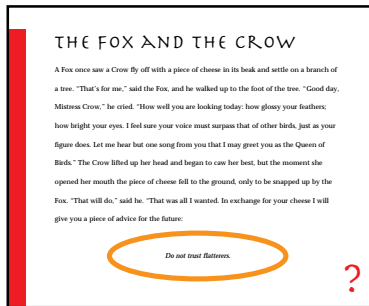 THE FOX AND THE CROW
A Fox once saw a Crow fly off with a piece of cheese in its beak and settle on a branch of
a tree. “That’s for me,” said the Fox, and he walked up to the foot of the tree. “Good day,
Mistress Crow,” he cried. “How well you are looking today: how glossy your feathers;
how bright your eyes. I feel sure your voice must surpass that of other birds, just as your
figure does. Let me hear but one song from you that I may greet you as the Queen of
Birds.” The Crow lifted up her head and began to caw her best, but the moment she
opened her mouth the piece of cheese fell to the ground, only to be snapped up by the
Fox. “That will do,” said he. “That was all I wanted. In exchange for your cheese I will
give you a piece of advice for the future:
Do not trust flatterers.
?